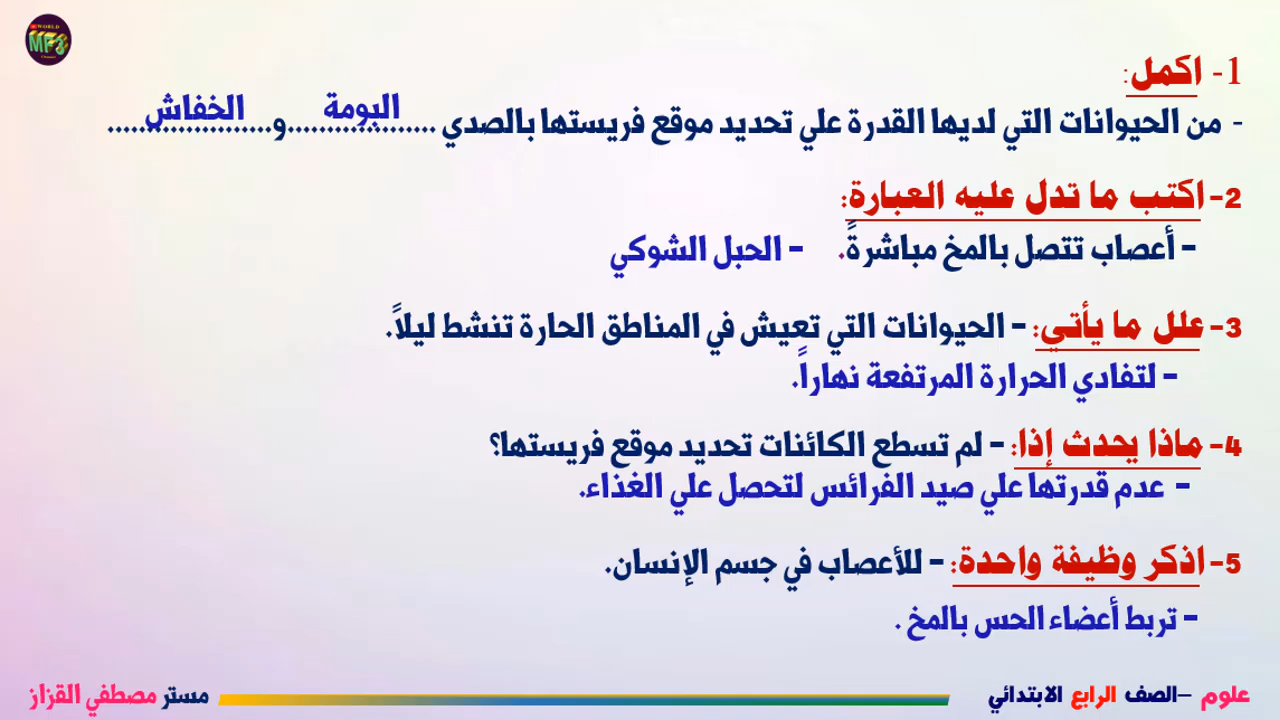 WORLD
MP3
1- اكمل:
البومة الخفاش
- من الحيوانات التي لديها القدرة علي تحديد موقع فريستها بالصدي ...................و.....................
2- اكتب ما تدل عليه العبارة:
- أعصاب تتصل بالمخ مباشرةً. - الحبل الشوكي
3- علل ما يأتي: - الحيوانات التي تعيش في المناطق الحارة تنشط ليلاً.
- لتفادي الحرارة المرتفعة نهاراً.
4- ماذا يحدث إذا: - لم تسطع الكائنات تحديد موقع فريستها؟
- عدم قدرتها علي صيد الفرائس لتحصل علي الغذاء.
5- اذكر وظيفة واحدة: - للأعصاب في جسم الإنسان.
- تربط أعضاء الحس بالمخ .
علوم –الصف الرابع الابتدائي مستر مصطفي القزاز